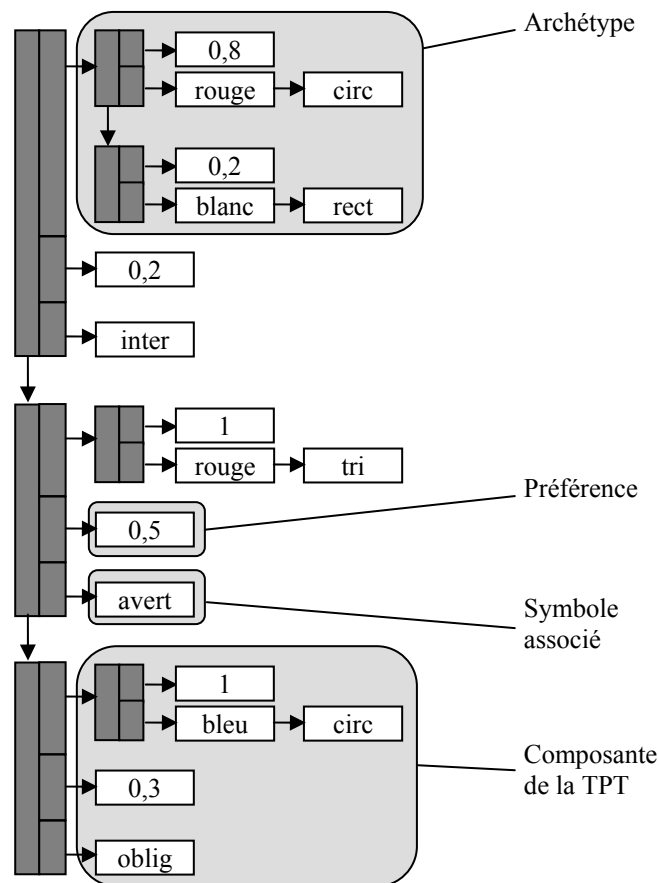 Archétype
0,8
rouge
circ
0,2
blanc
rect
0,2
inter
1
rouge
tri
Préférence
0,5
avert
Symbole
associé
1
bleu
circ
Composante
de la TPT
0,3
oblig